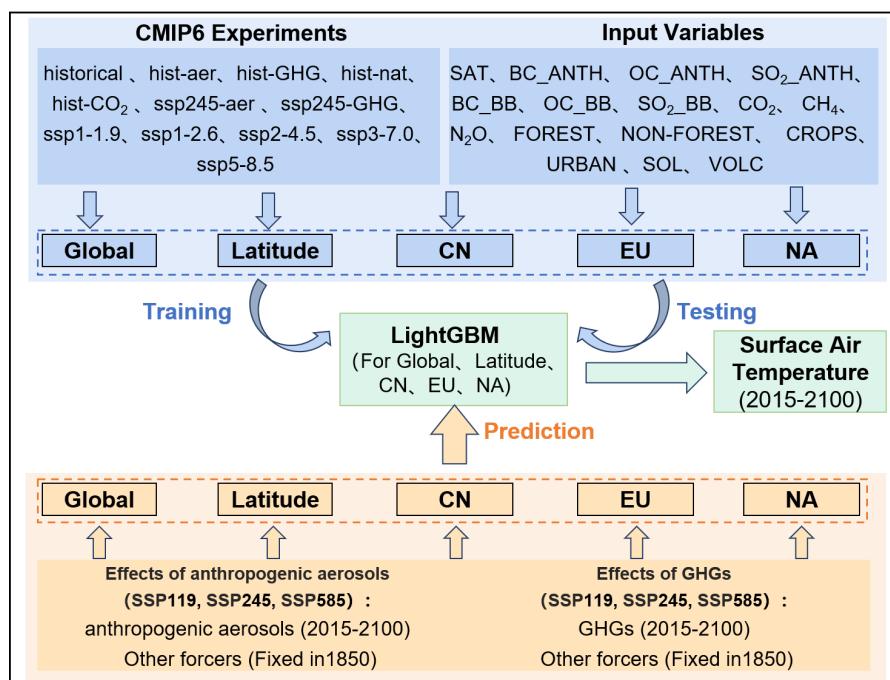 CMIP6 Experiments
historical 、hist-aer、hist-GHG、hist-nat、
hist-CO₂ 、ssp245-aer 、ssp245-GHG、
ssp1-1.9、ssp1-2.6、ssp2-4.5、ssp3-7.0、
ssp5-8.5
Input Variables
SAT、BC_ANTH、OC_ANTH、SO₂_ANTH、
BC_BB、OC_BB、SO₂_BB、CO₂、CH₄、
N₂O、FOREST、NON-FOREST、CROPS、
URBAN 、SOL、VOLC
Global
Latitude
CN
EU
NA
Training
Testing
LightGBM
(For Global、Latitude、
CN、EU、NA)
Surface Air
Temperature
(2015-2100)
Prediction
Global
Latitude
CN
EU
NA
Effects of anthropogenic aerosols
（SSP119, SSP245, SSP585）:
anthropogenic aerosols (2015-2100)
Other forcers (Fixed in1850)
Effects of GHGs
（SSP119, SSP245, SSP585）:
GHGs (2015-2100)
Other forcers (Fixed in1850)